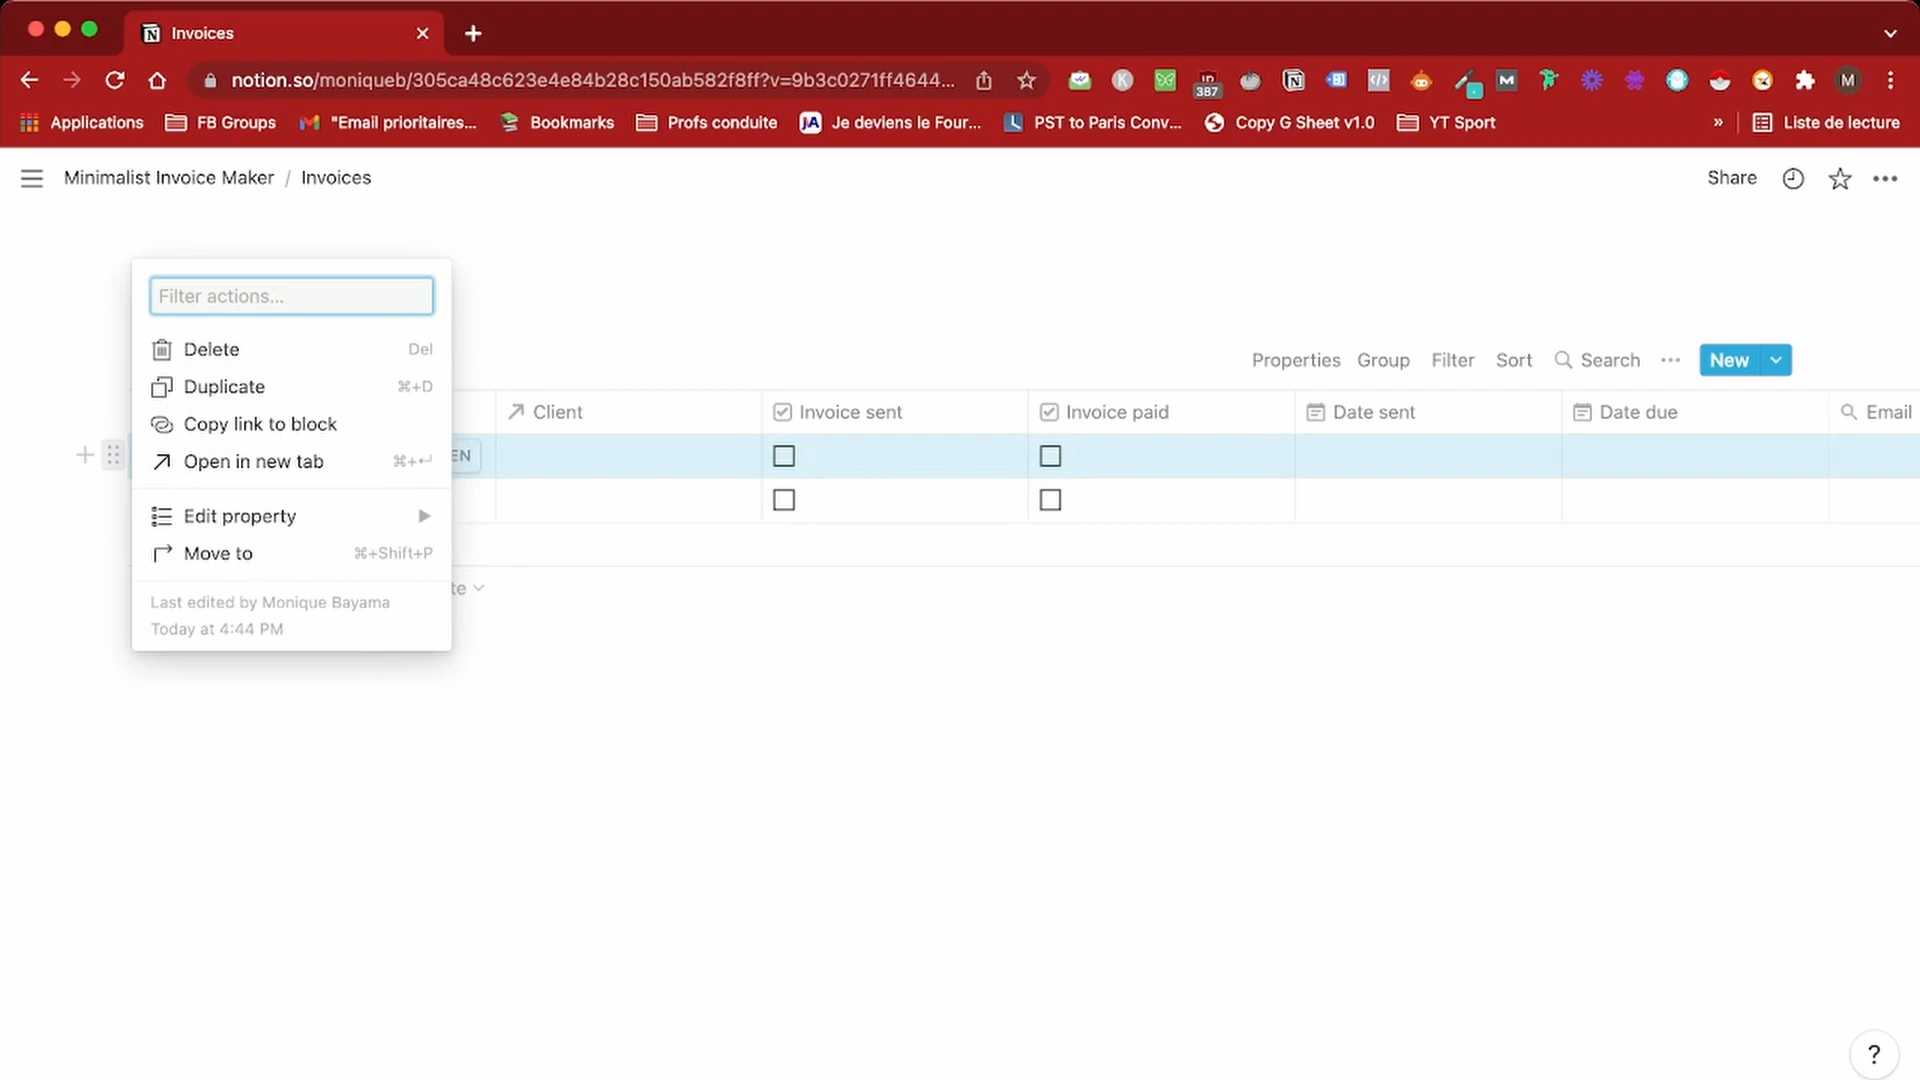 Invoices
notion.so/moniqueb/305ca48c623e4e84b28c150ab582f8ff?v=9b3c0271ff4644...
387
M
Applications
FB Groups
"Email prioritaires...
Bookmarks
Profs conduite
Je deviens le Four...
PST to Paris Conv...
Copy G Sheet v1.0
YT Sport
»
Liste de lecture
Minimalist Invoice Maker / Invoices
Share
Filter actions...
Delete Del
Duplicate ⌘+D
Copy link to block
Open in new tab ⌘+↵
Edit property
Move to ⌘+Shift+P
Last edited by Monique Bayama
Today at 4:44 PM
Properties Group Filter Sort Search New
Client Invoice sent Invoice paid Date sent Date due Email
EN
te
?